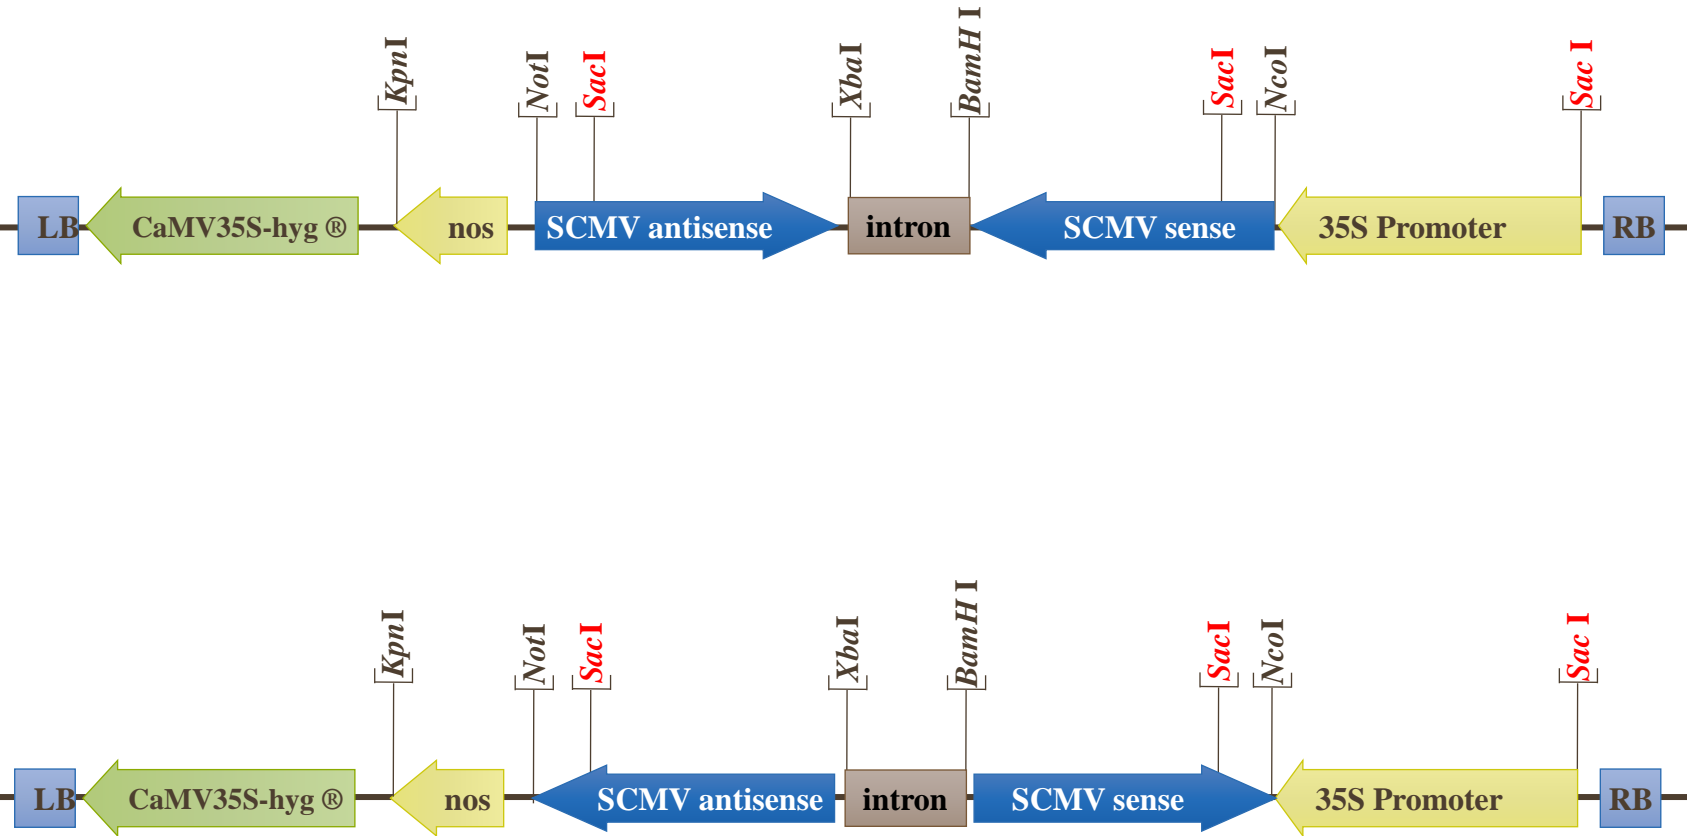 KpnI
NotI
SacI
XbaI
BamH I
SacI
NcoI
Sac I
LB
CaMV35S-hyg ®
nos
SCMV antisense
intron
SCMV sense
35S Promoter
RB
KpnI
NotI
SacI
XbaI
BamH I
SacI
NcoI
Sac I
LB
CaMV35S-hyg ®
nos
SCMV antisense
intron
SCMV sense
35S Promoter
RB